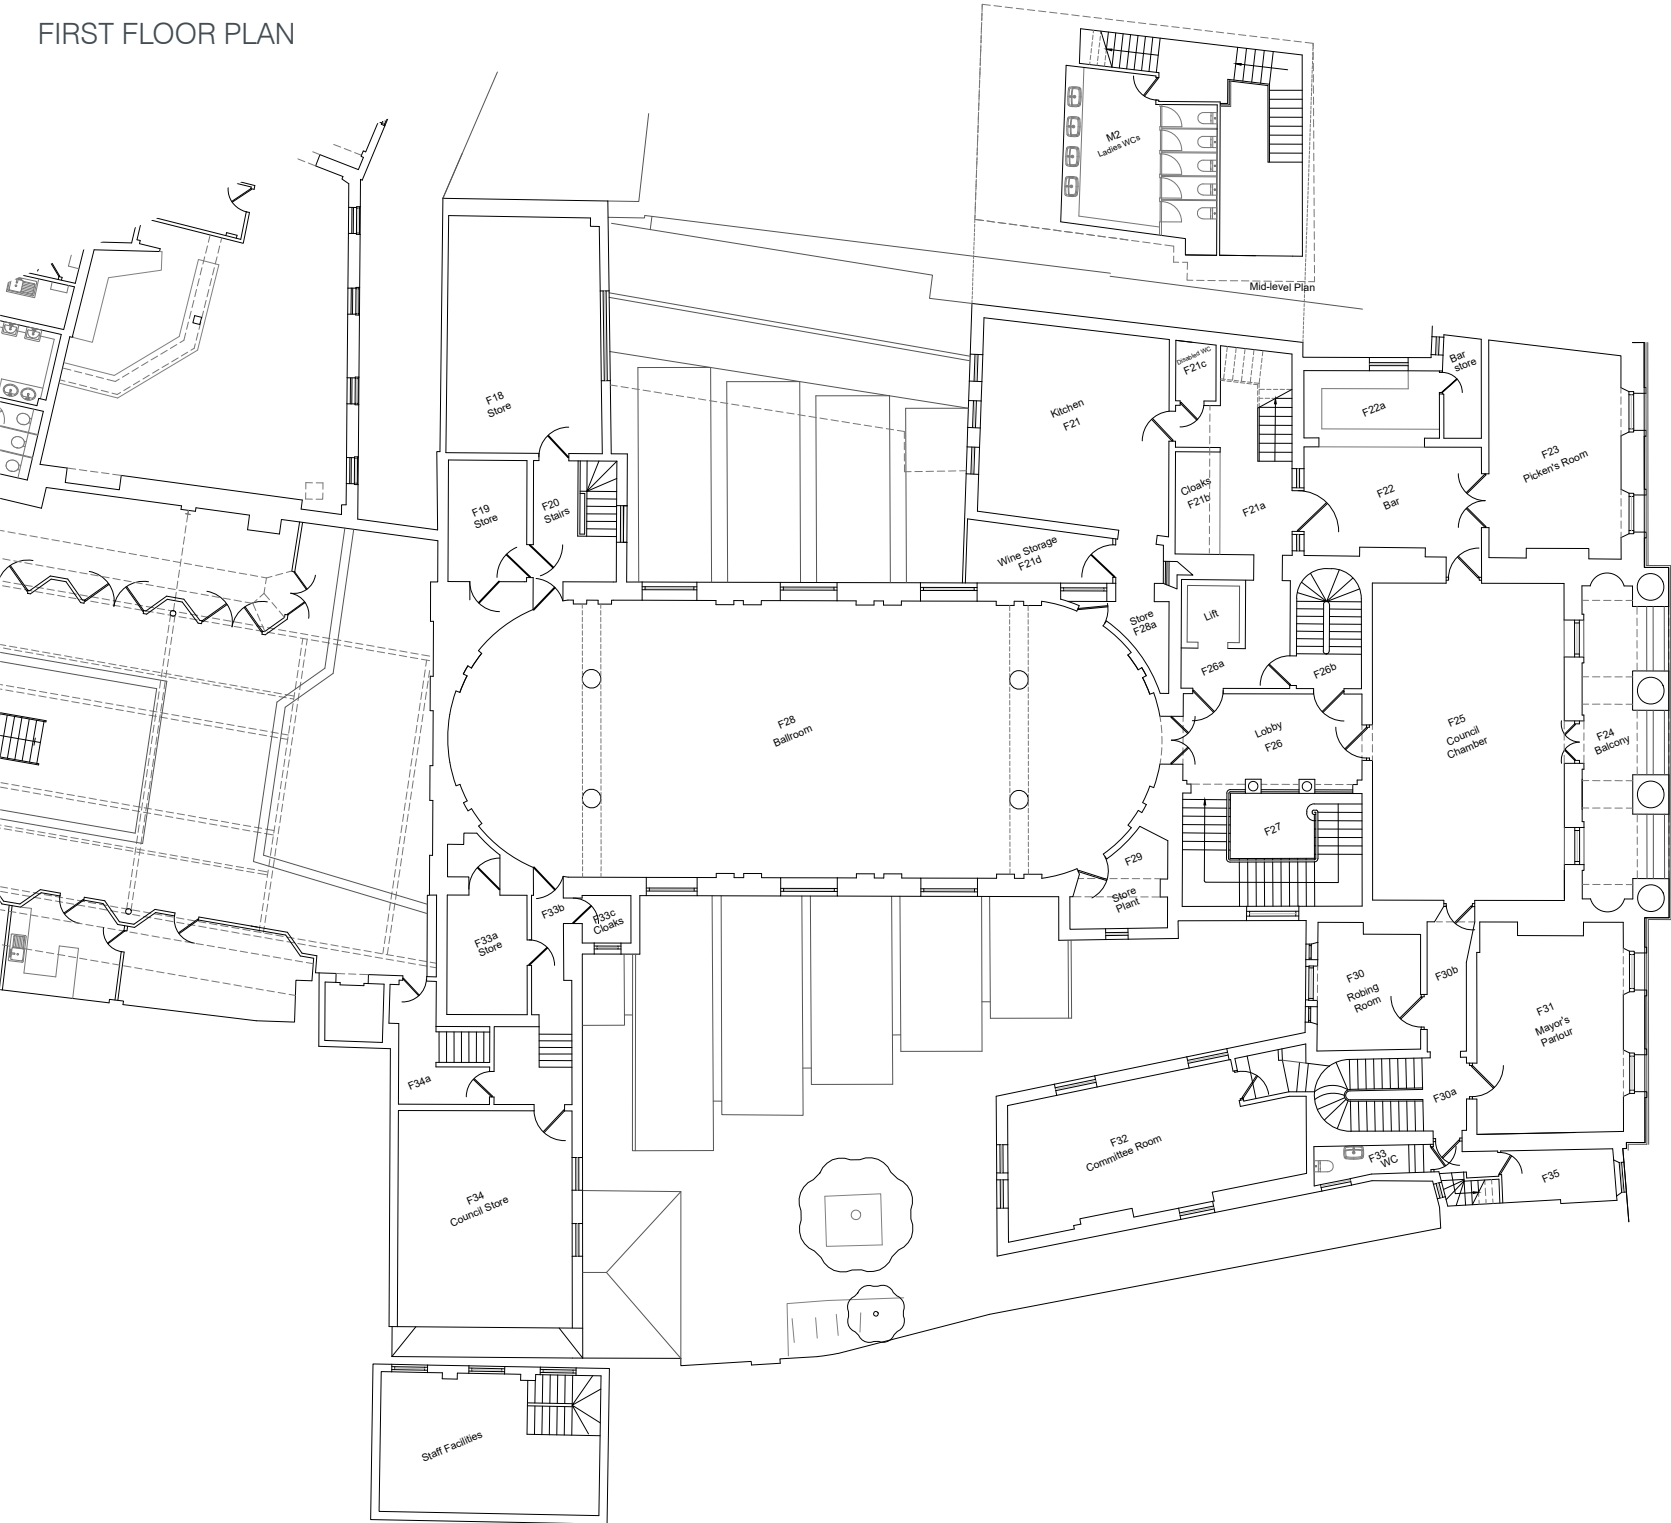 FIRST FLOOR PLAN
M2
Ladies WCs
Mid-level Plan
F18
Store
Kitchen
F21
Disabled WC
F21c
Bar
store
F22a
F23
Picken's Room
F19
Store
F20
Stairs
Cloaks
F21b
F21a
F22
Bar
Wine Storage
F21d
Store
F28a
Lift
F26a
F26b
F28
Ballroom
Lobby
F26
F25
Council
Chamber
F24
Balcony
F27
F29
Store
Plant
F33b
F33c
Cloaks
F33a
Store
F30
Robing
Room
F30b
F31
Mayor's
Parlour
F34a
F30a
F32
Committee Room
F33
WC
F35
F34
Council Store
Staff Facilities